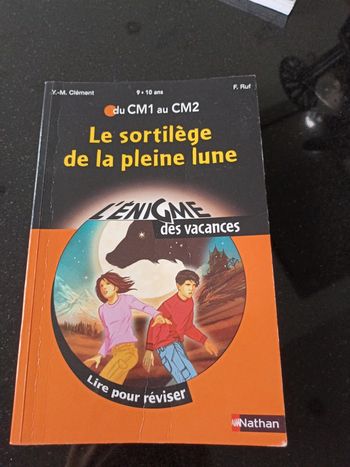 Y.-M. Clément
9 • 10 ans
F. Ruf
du CM1 au CM2
Le sortilège
de la pleine lune
L'ÉNIGME
des vacances
Lire pour réviser
Nathan